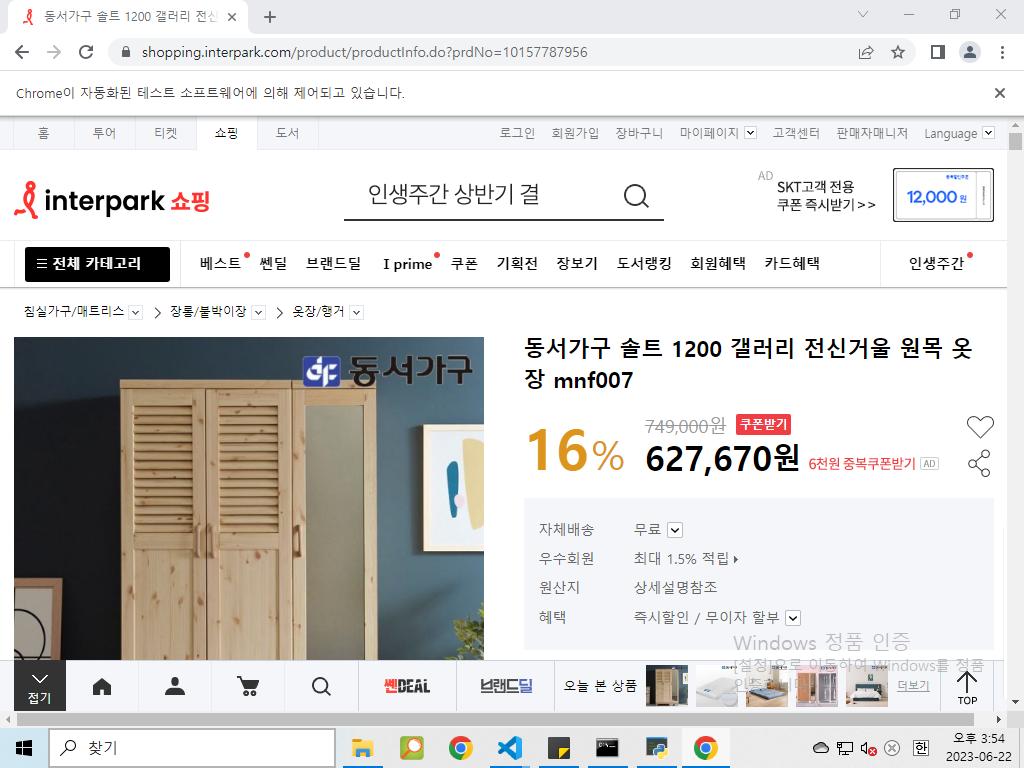 동서가구 솔트 1200 갤러리 전신
shopping.interpark.com/product/productInfo.do?prdNo=10157787956
Chrome이 자동화된 테스트 소프트웨어에 의해 제어되고 있습니다.
홈 투어 티켓 쇼핑 도서 로그인 회원가입 장바구니 마이페이지 고객센터 판매자매니저 Language
interpark 쇼핑
인생주간 상반기 결
AD
SKT고객 전용
쿠폰 즉시받기>>
12,000원
전체 카테고리 베스트 쎈딜 브랜드딜 I prime 쿠폰 기획전 장보기 도서랭킹 회원혜택 카드혜택 인생주간
침실가구/매트리스 장롱/붙박이장 옷장/행거
동서가구
동서가구 솔트 1200 갤러리 전신거울 원목 옷
장 mnf007
749,000원 쿠폰받기
16% 627,670원 6천원 중복쿠폰받기 AD
자체배송 무료
우수회원 최대 1.5% 적립
원산지 상세설명참조
혜택 즉시할인 / 무이자 할부
Windows 정품 인증
[설정]으로 이동하여 Windows를 정품
접기
쎈DEAL
브랜드딜
오늘 본 상품
더보기
TOP
찾기
한
오후 3:54
2023-06-22